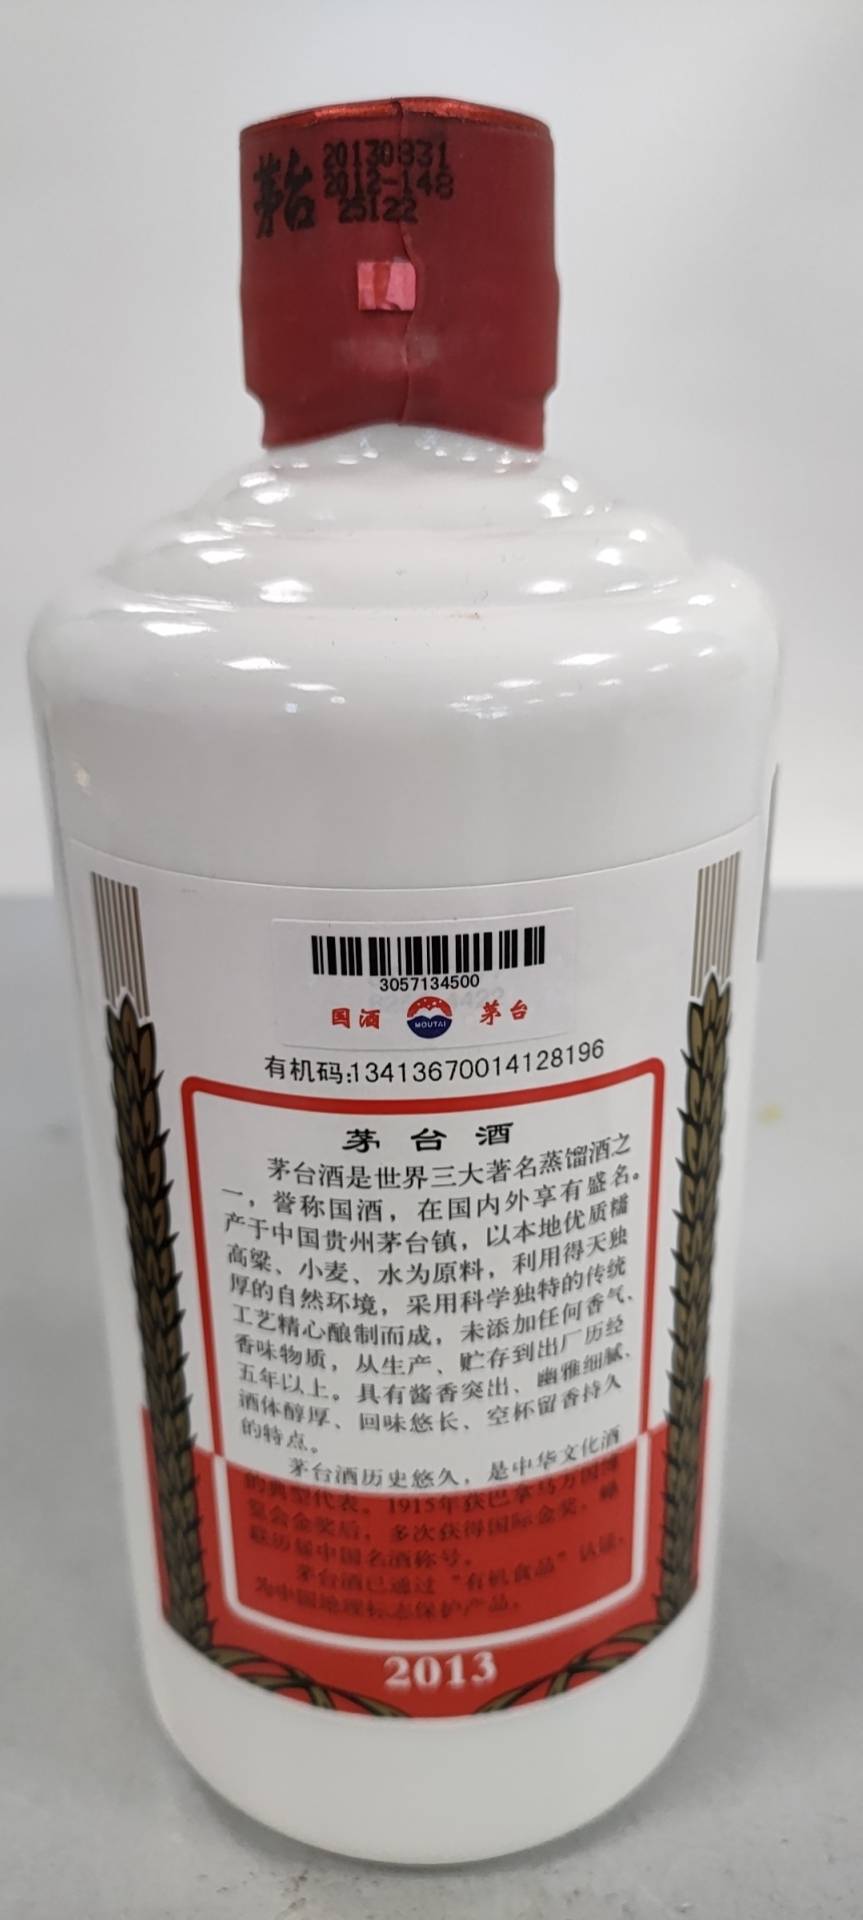 茅台
20130831
2012-148
25122
3057134500
国酒 MOUTAI 茅台
有机码:13413670014128196
茅台酒
茅台酒是世界三大著名蒸馏酒之
一，誉称国酒，在国内外享有盛名。
产于中国贵州茅台镇，以本地优质糯
高粱、小麦、水为原料，利用得天独
厚的自然环境，采用科学独特的传统
工艺精心酿制而成，未添加任何香气、
香味物质，从生产、贮存到出厂历经
五年以上。具有酱香突出、幽雅细腻、
酒体醇厚、回味悠长、空杯留香持久
的特点。
茅台酒历史悠久，是中华文化酒
的典型代表。1915年获巴拿马万国博
览会金奖后，多次获得国际金奖，蝉
联历届中国名酒称号。
茅台酒已通过“有机食品”认证，
为中国地理标志保护产品。
2013